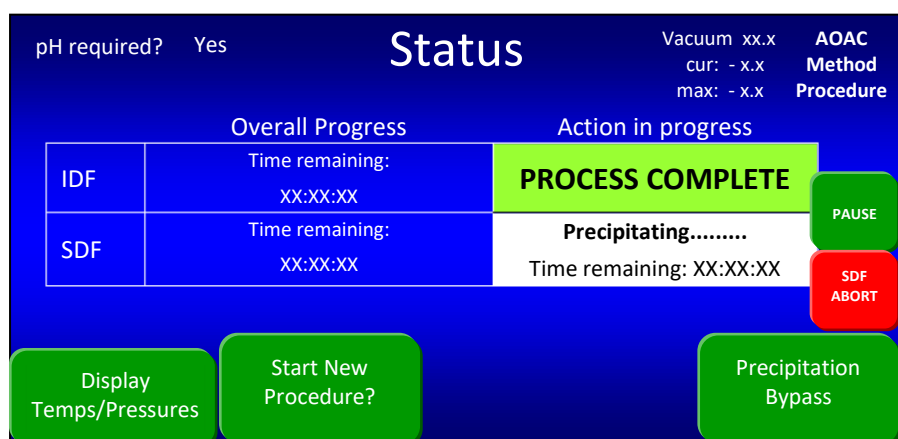 pH required? Yes
Status
Vacuum xx.x
cur: - x.x
max: - x.x
AOAC
Method
Procedure
Overall Progress
Action in progress
IDF
Time remaining:
XX:XX:XX
PROCESS COMPLETE
SDF
Time remaining:
XX:XX:XX
Precipitating.........
Time remaining: XX:XX:XX
PAUSE
SDF
ABORT
Display
Temps/Pressures
Start New
Procedure?
Precipitation
Bypass